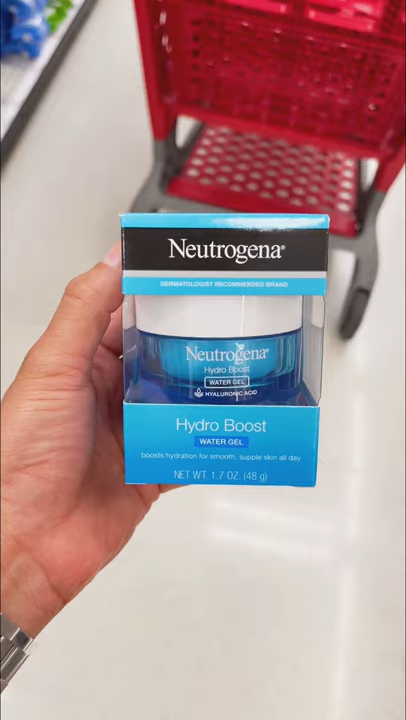 Neutrogena®
DERMATOLOGIST RECOMMENDED BRAND
Neutrogena®
Hydro Boost
WATER GEL
HYALURONIC ACID
Hydro Boost
WATER GEL
boosts hydration for smooth, supple skin all day
NET WT. 1.7 OZ. (48 g)